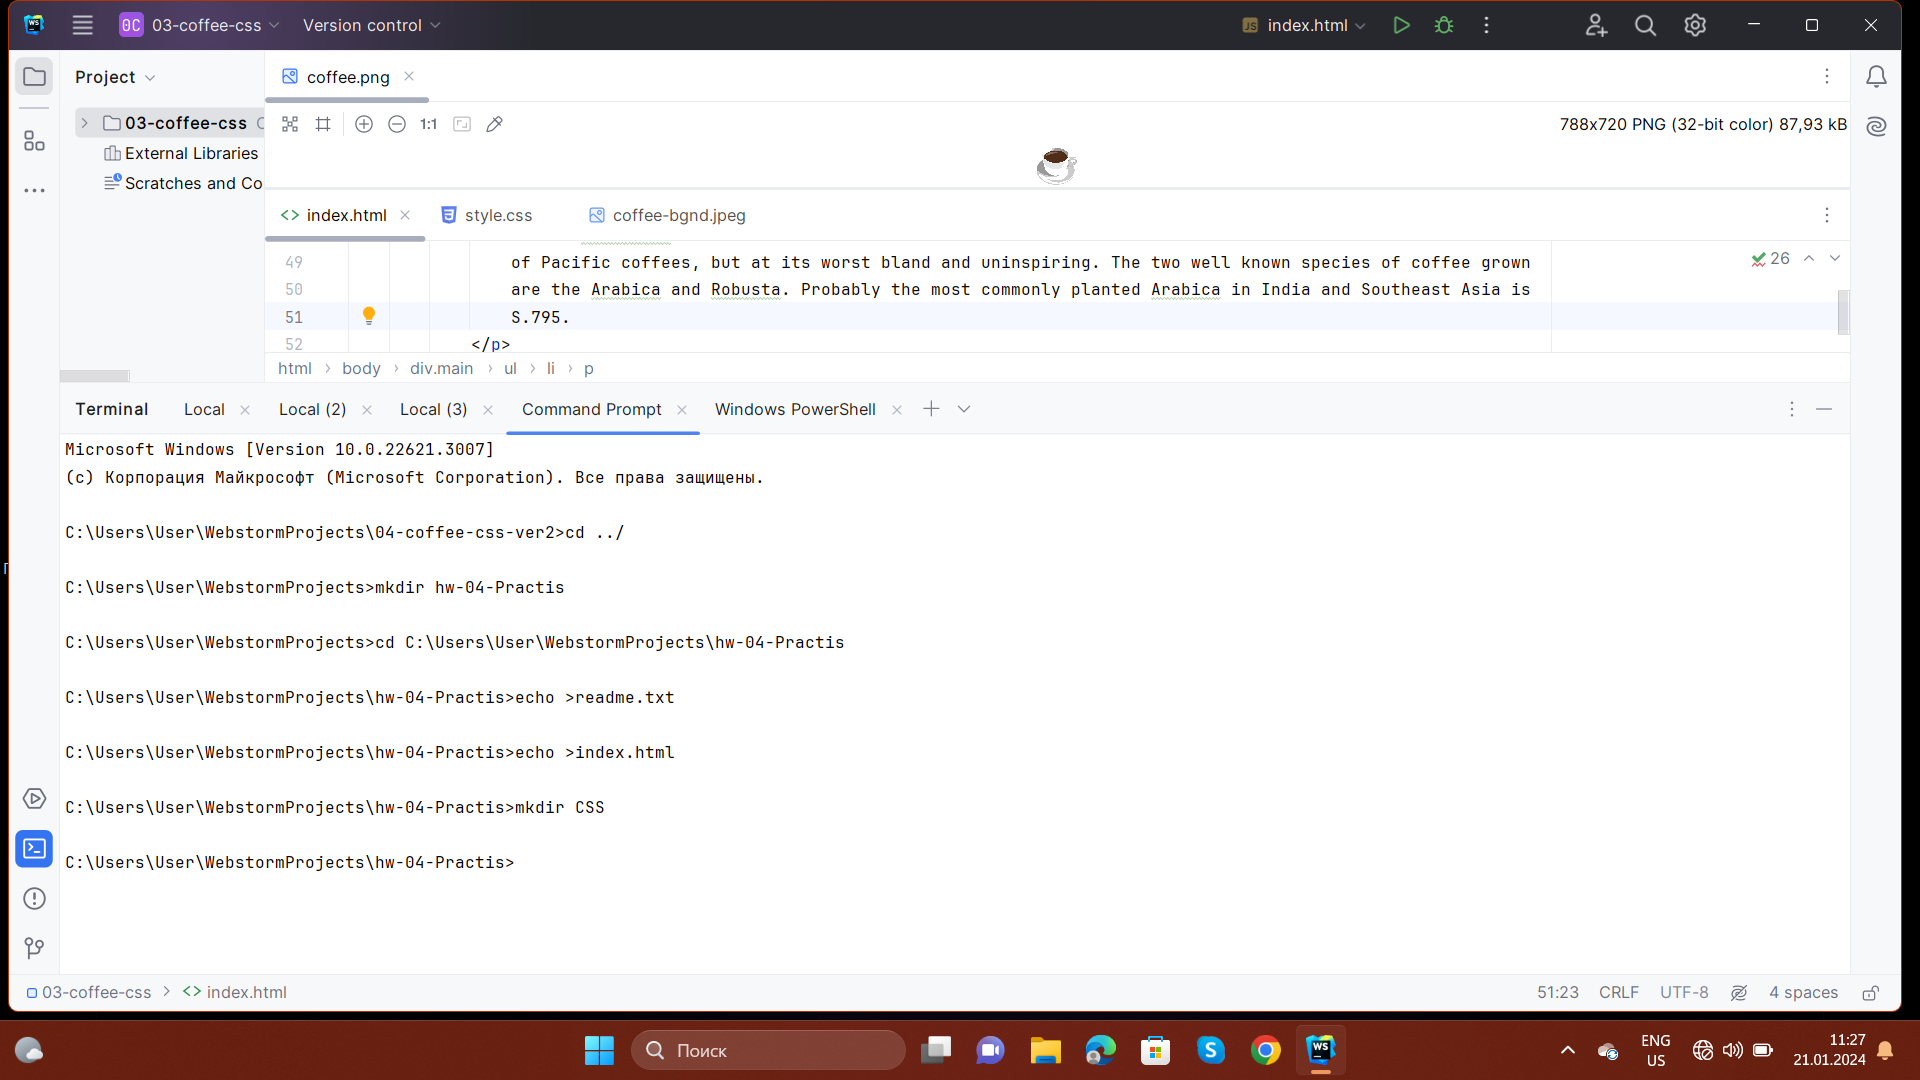 WS 0C 03-coffee-css Version control JS index.html
Project coffee.png
03-coffee-css
1:1 788x720 PNG (32-bit color) 87,93 kB
External Libraries
Scratches and Co
index.html style.css coffee-bgnd.jpeg
49 of Pacific coffees, but at its worst bland and uninspiring. The two well known species of coffee grown 26
50 are the Arabica and Robusta. Probably the most commonly planted Arabica in India and Southeast Asia is
51 S.795.
52 </p>
html › body › div.main › ul › li › p
Terminal Local Local (2) Local (3) Command Prompt Windows PowerShell
Microsoft Windows [Version 10.0.22621.3007]
(c) Корпорация Майкрософт (Microsoft Corporation). Все права защищены.
C:\Users\User\WebstormProjects\04-coffee-css-ver2>cd ../
C:\Users\User\WebstormProjects>mkdir hw-04-Practis
C:\Users\User\WebstormProjects>cd C:\Users\User\WebstormProjects\hw-04-Practis
C:\Users\User\WebstormProjects\hw-04-Practis>echo >readme.txt
C:\Users\User\WebstormProjects\hw-04-Practis>echo >index.html
C:\Users\User\WebstormProjects\hw-04-Practis>mkdir CSS
C:\Users\User\WebstormProjects\hw-04-Practis>
03-coffee-css > <> index.html 51:23 CRLF UTF-8 4 spaces
Поиск WS ENG 11:27
US 21.01.2024